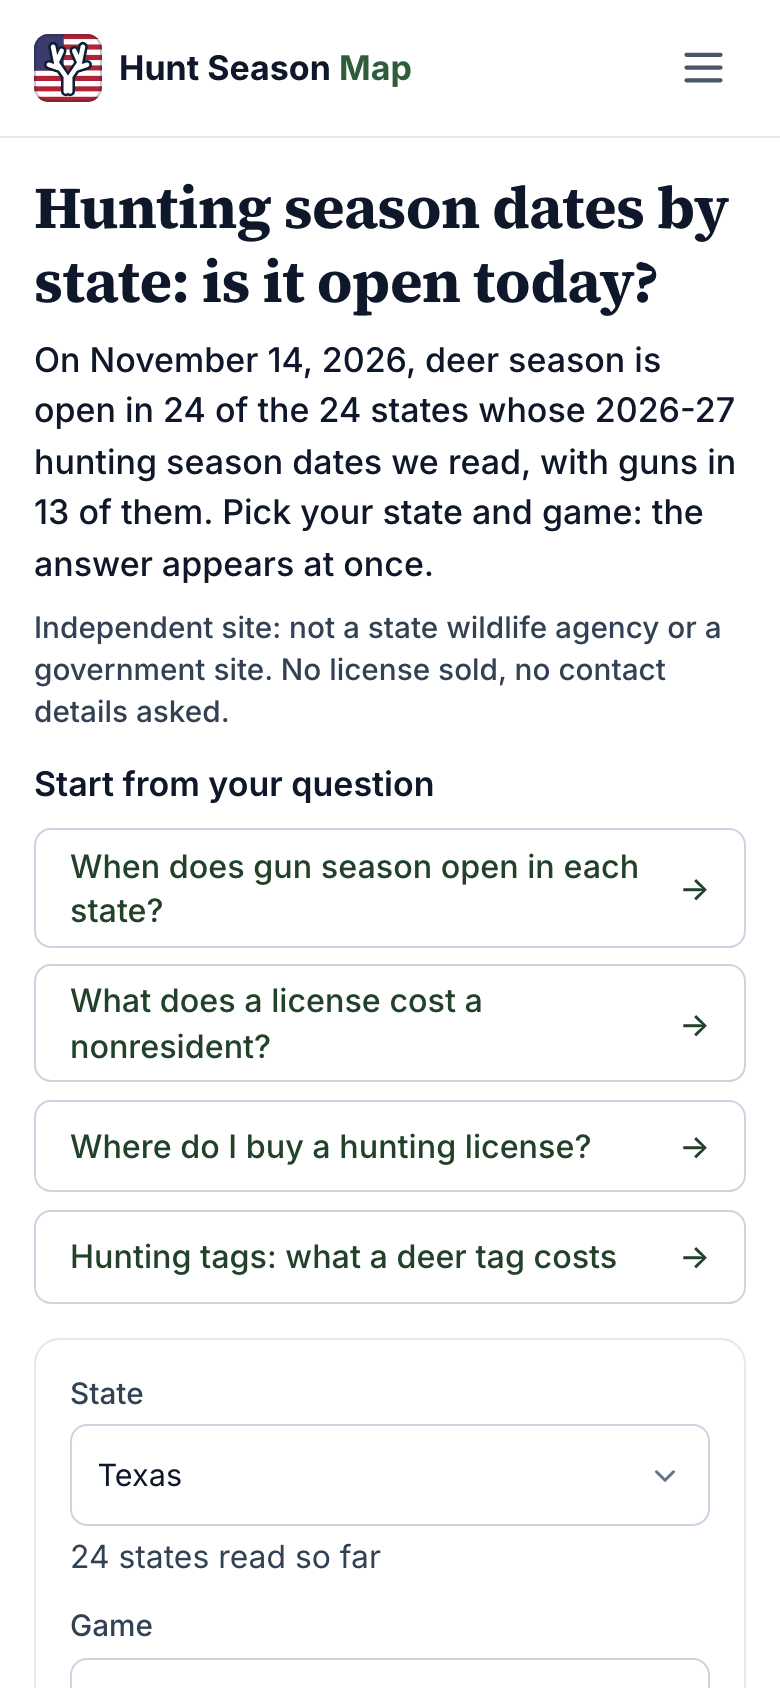 Hunt Season Map
Hunting season dates by
state: is it open today?
On November 14, 2026, deer season is
open in 24 of the 24 states whose 2026-27
hunting season dates we read, with guns in
13 of them. Pick your state and game: the
answer appears at once.
Independent site: not a state wildlife agency or a
government site. No license sold, no contact
details asked.
Start from your question
When does gun season open in each
state?
What does a license cost a
nonresident?
Where do I buy a hunting license?
Hunting tags: what a deer tag costs
State
Texas
24 states read so far
Game